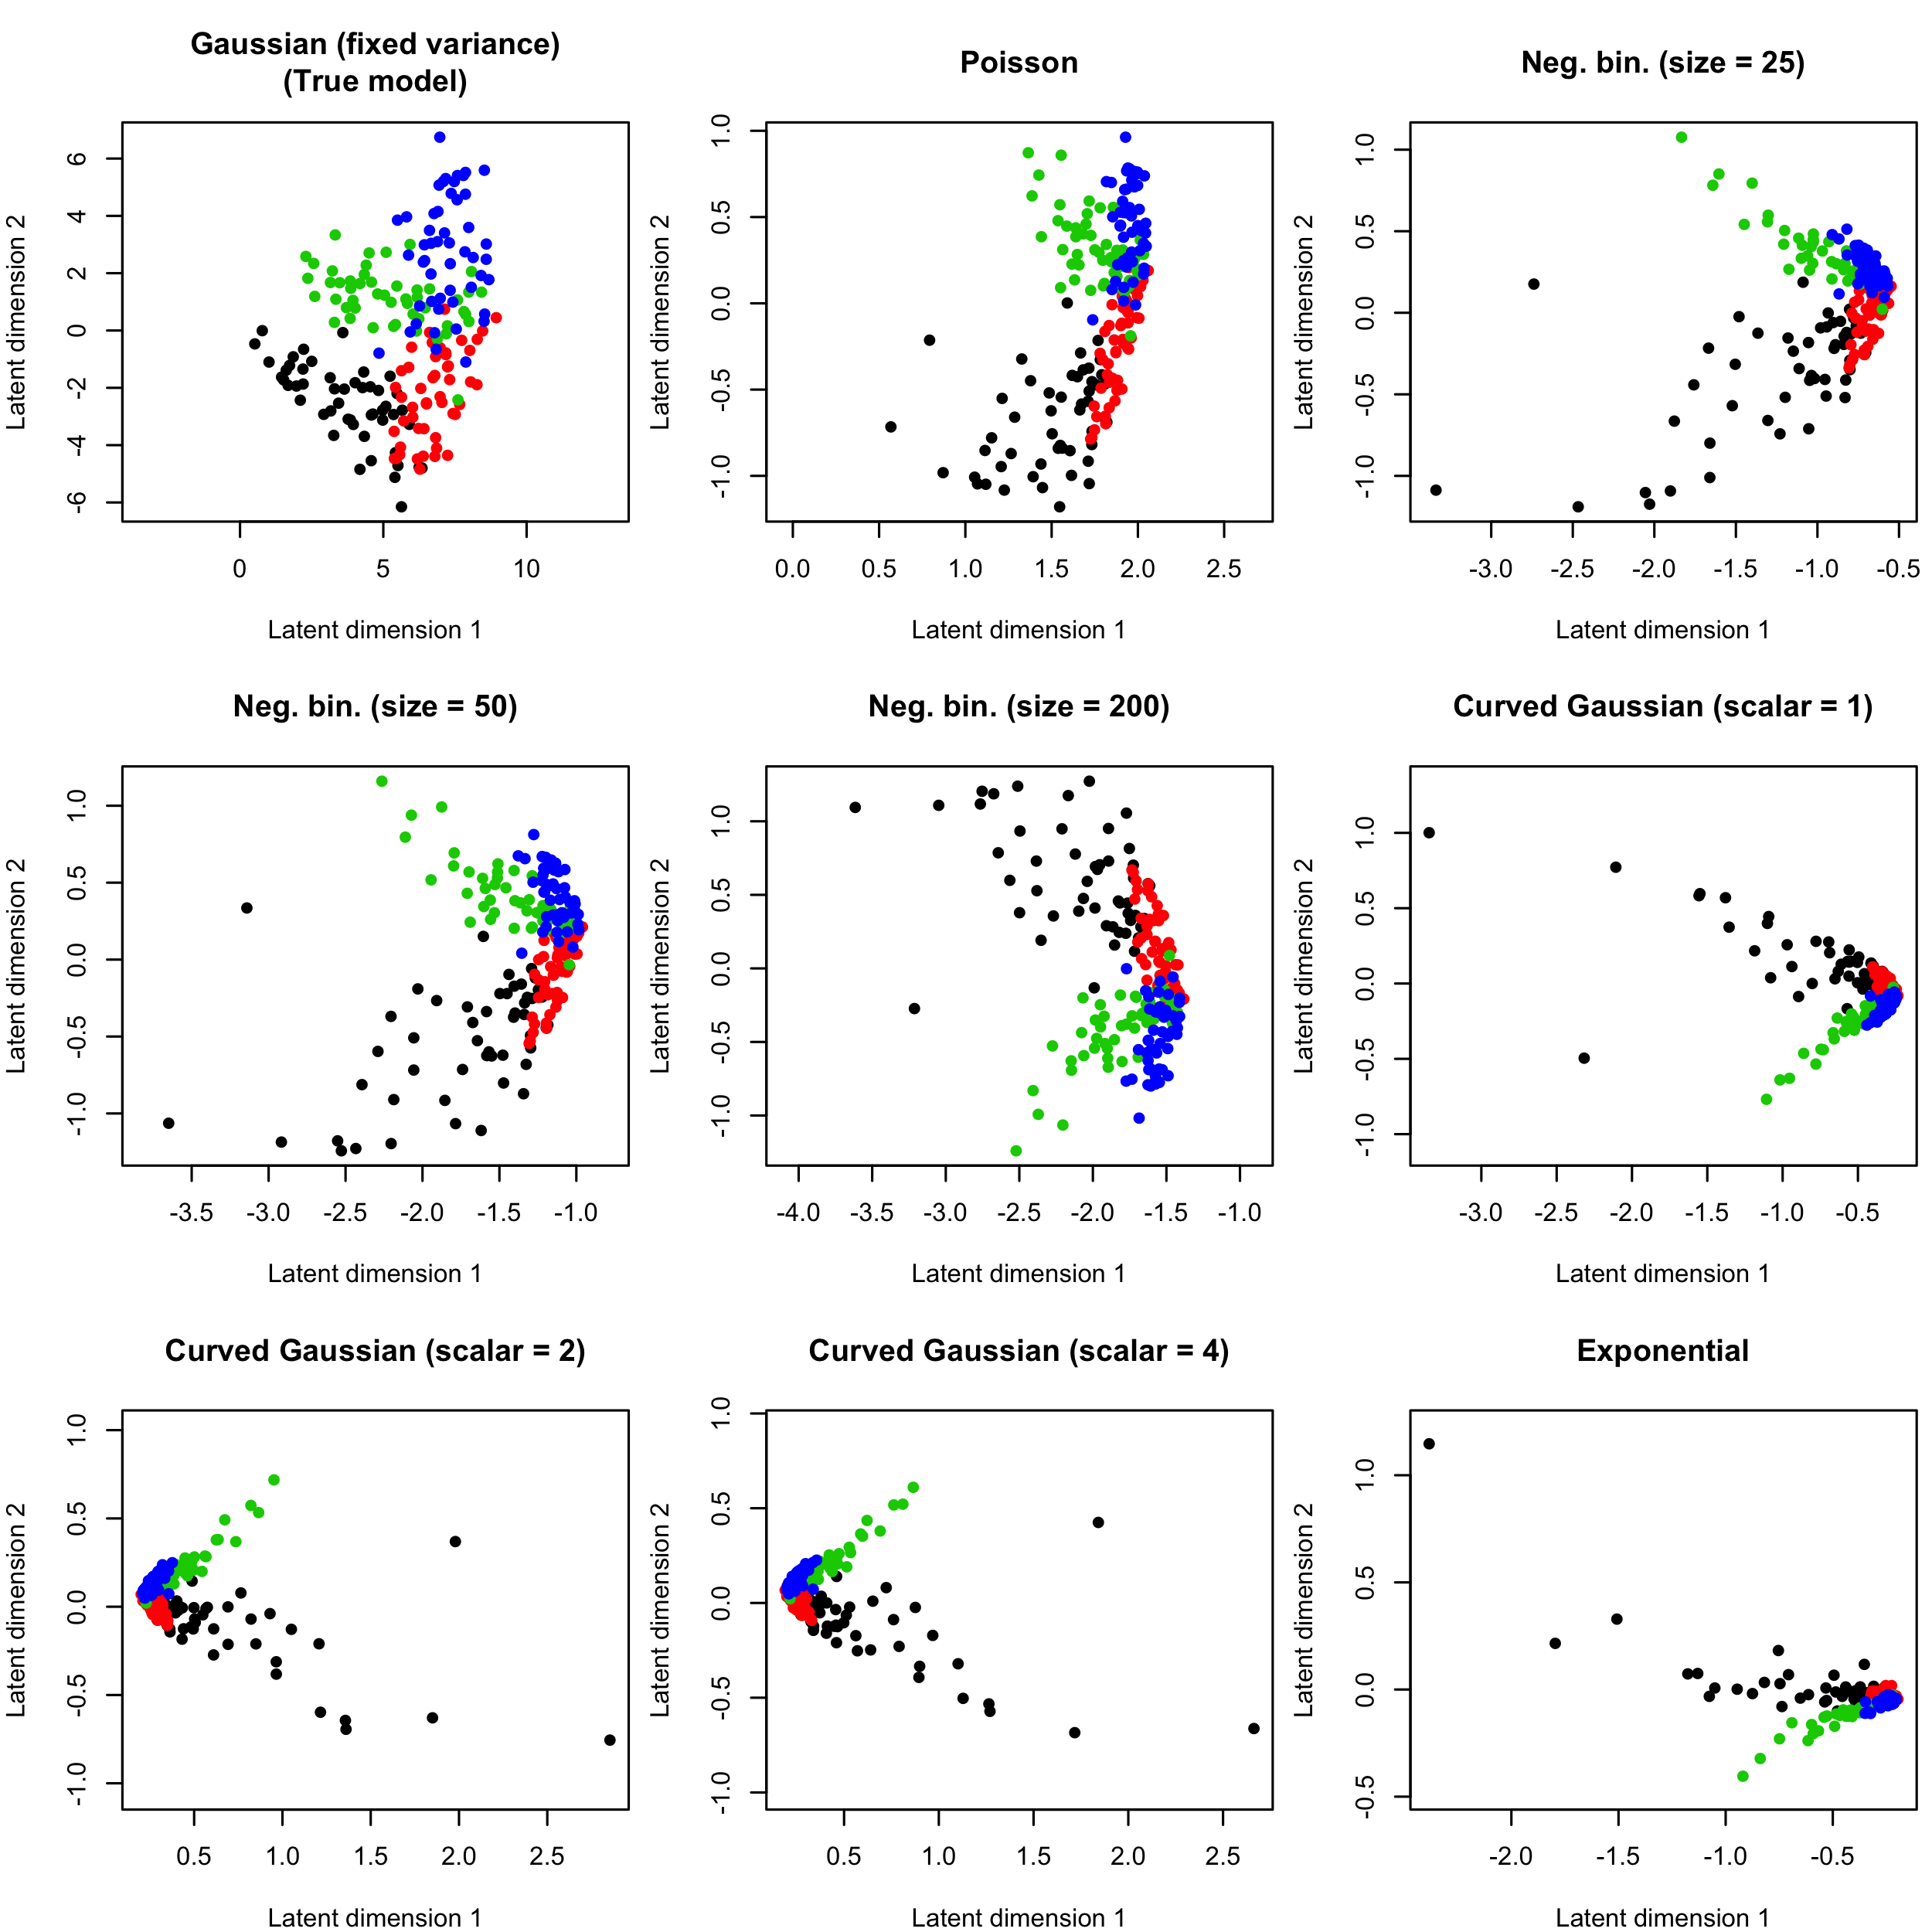 Gaussian (fixed variance)
(True model)
Latent dimension 2
6
4
2
0
-2
-4
-6
0 5 10
Latent dimension 1
Poisson
Latent dimension 2
1.0
0.5
0.0
-0.5
-1.0
0.0 0.5 1.0 1.5 2.0 2.5
Latent dimension 1
Neg. bin. (size = 25)
Latent dimension 2
1.0
0.5
0.0
-0.5
-1.0
-3.0 -2.5 -2.0 -1.5 -1.0 -0.5
Latent dimension 1
Neg. bin. (size = 50)
Latent dimension 2
1.0
0.5
0.0
-0.5
-1.0
-3.5 -3.0 -2.5 -2.0 -1.5 -1.0
Latent dimension 1
Neg. bin. (size = 200)
Latent dimension 2
1.0
0.5
0.0
-0.5
-1.0
-4.0 -3.5 -3.0 -2.5 -2.0 -1.5 -1.0
Latent dimension 1
Curved Gaussian (scalar = 1)
Latent dimension 2
1.0
0.5
0.0
-0.5
-1.0
-3.0 -2.5 -2.0 -1.5 -1.0 -0.5
Latent dimension 1
Curved Gaussian (scalar = 2)
Latent dimension 2
1.0
0.5
0.0
-0.5
-1.0
0.5 1.0 1.5 2.0 2.5
Latent dimension 1
Curved Gaussian (scalar = 4)
Latent dimension 2
1.0
0.5
0.0
-0.5
-1.0
0.5 1.0 1.5 2.0 2.5
Latent dimension 1
Exponential
Latent dimension 2
1.0
0.5
0.0
-0.5
-2.0 -1.5 -1.0 -0.5
Latent dimension 1